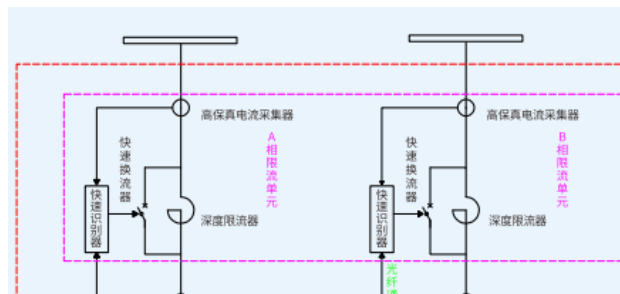 高保真电流采集器
高保真电流采集器
快速换流器
A相限流单元
快速换流器
B相限流单元
快速识别器
深度限流器
快速识别器
深度限流器
光纤